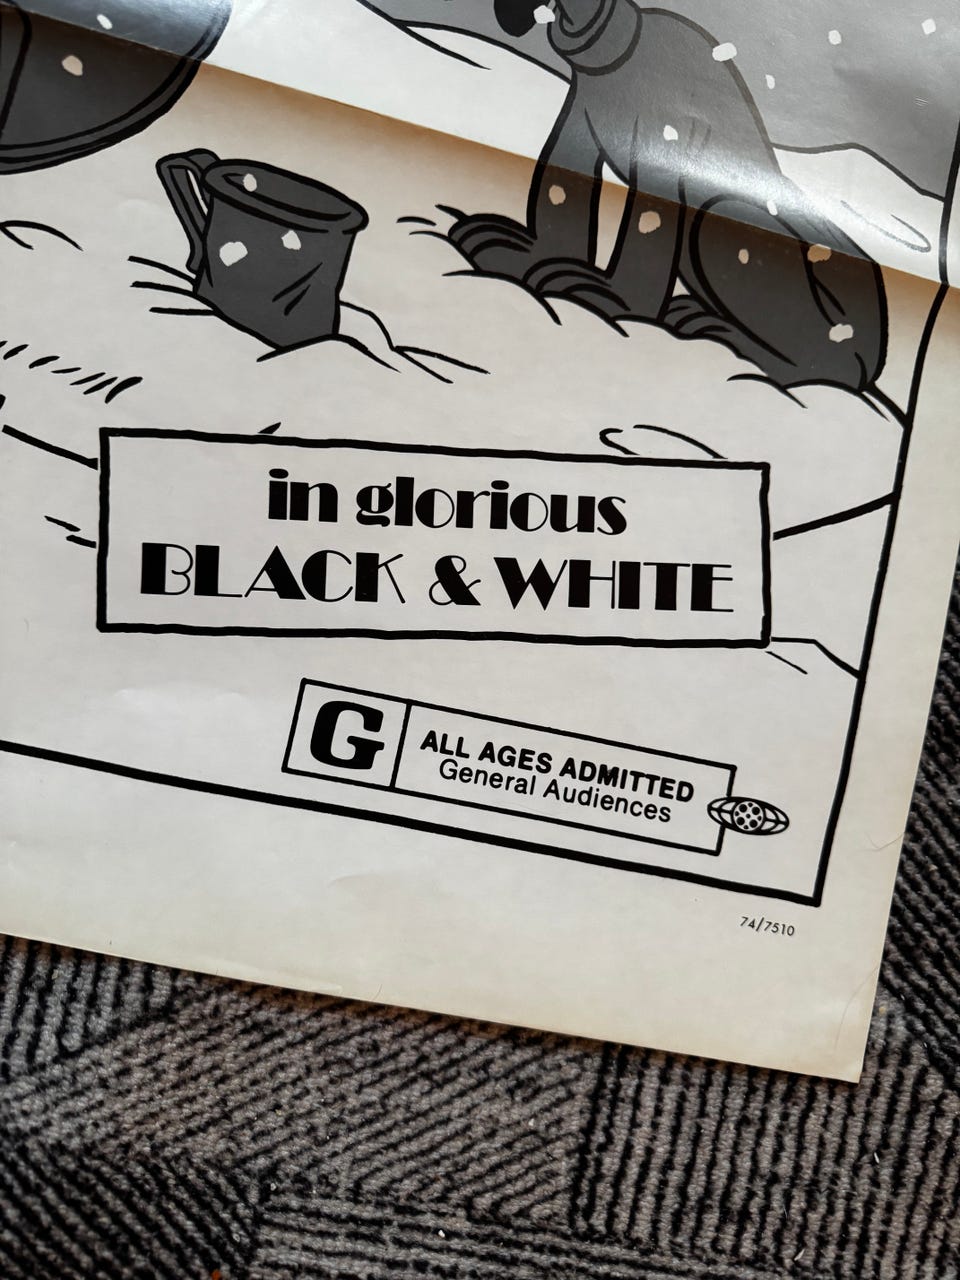 in glorious
BLACK & WHITE
G
ALL AGES ADMITTED
General Audiences
74/7510